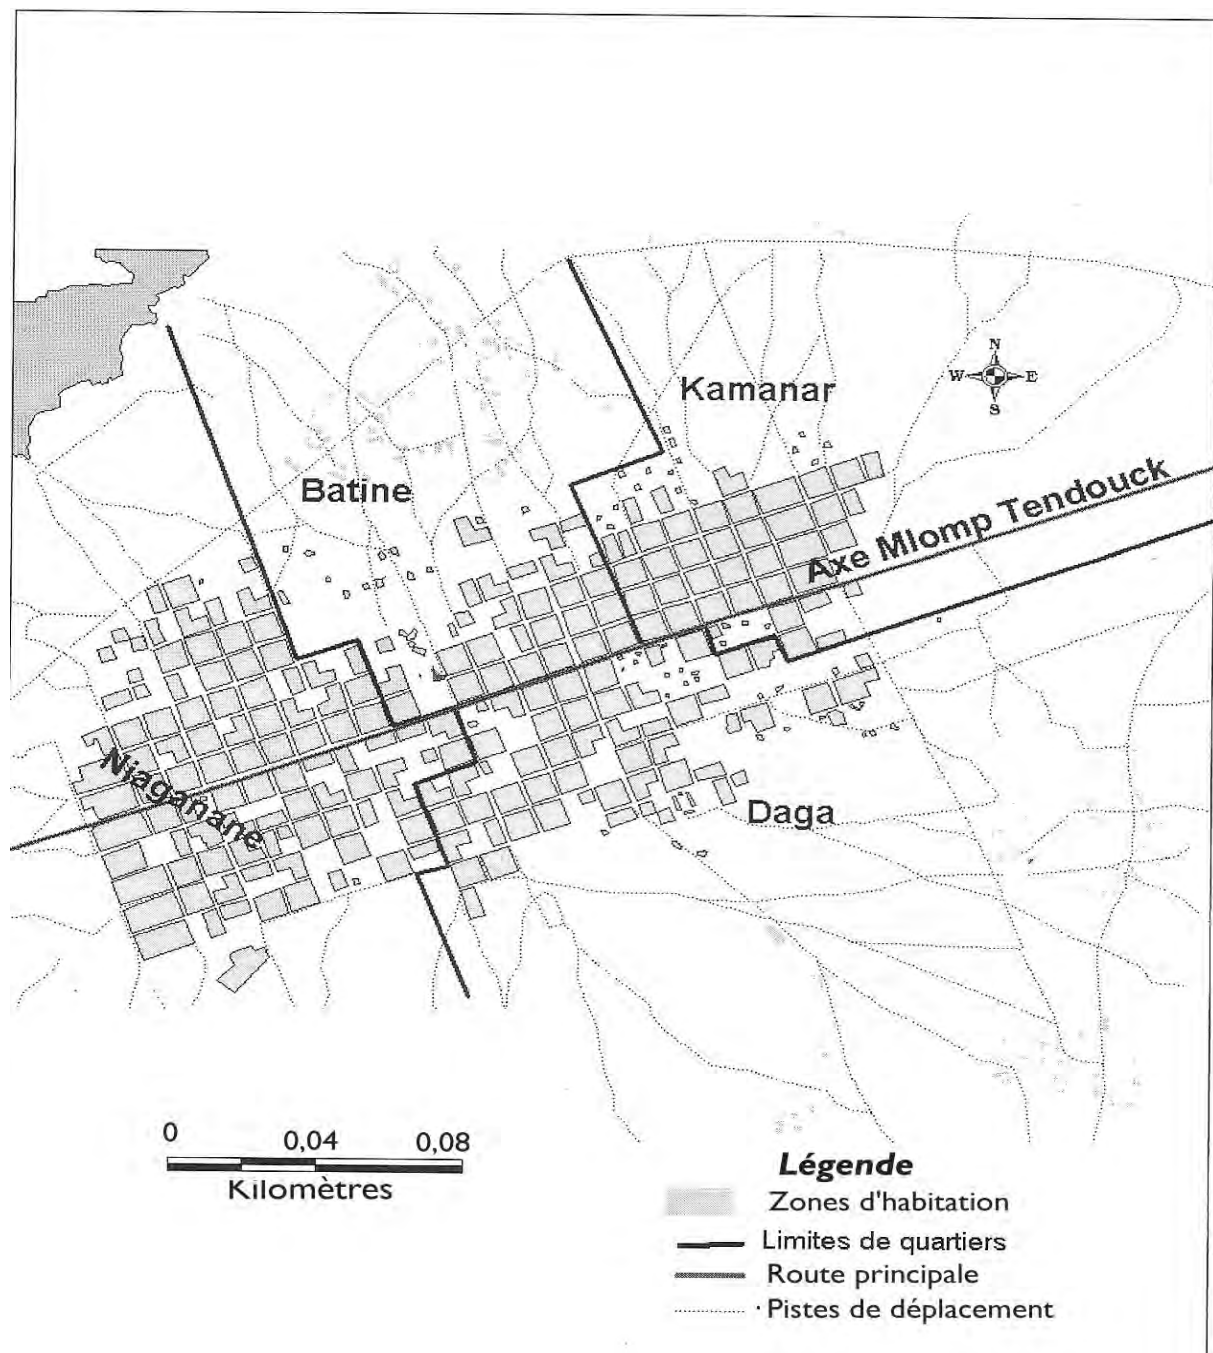 N
W E
S
Kamanar
Batine
Axe Mlomp Tendouck
Niaganane
Daga
0 0,04 0,08
Kilomètres
Légende
Zones d'habitation
Limites de quartiers
Route principale
Pistes de déplacement